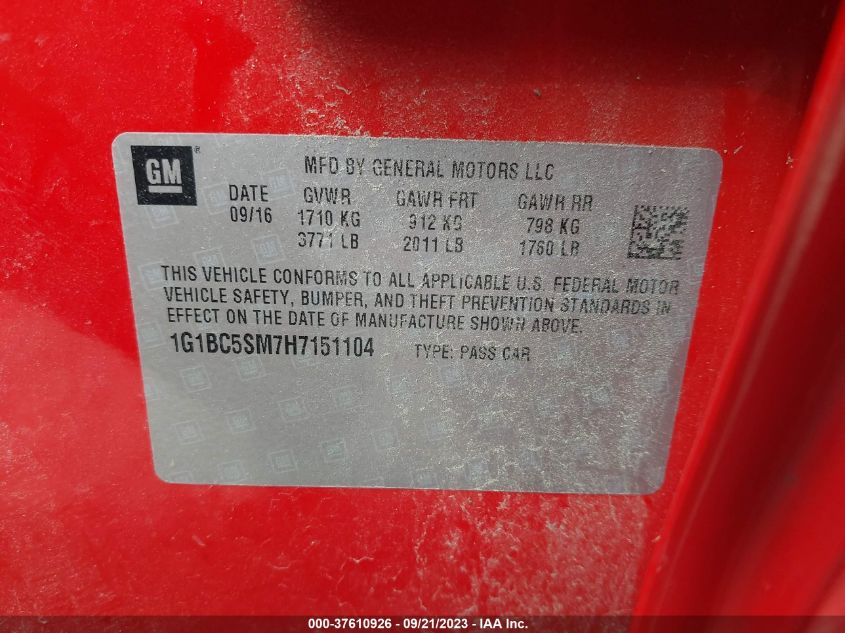 GM ® MFD BY GENERAL MOTORS LLC
DATE GVWR GAWR FRT GAWR RR
09/16 1710 KG 912 KG 798 KG
3771 LB 2011 LB 1760 LB
THIS VEHICLE CONFORMS TO ALL APPLICABLE U.S. FEDERAL MOTOR
VEHICLE SAFETY, BUMPER, AND THEFT PREVENTION STANDARDS IN
EFFECT ON THE DATE OF MANUFACTURE SHOWN ABOVE.
1G1BC5SM7H7151104 TYPE: PASS CAR
000-37610926 - 09/21/2023 - IAAI.com